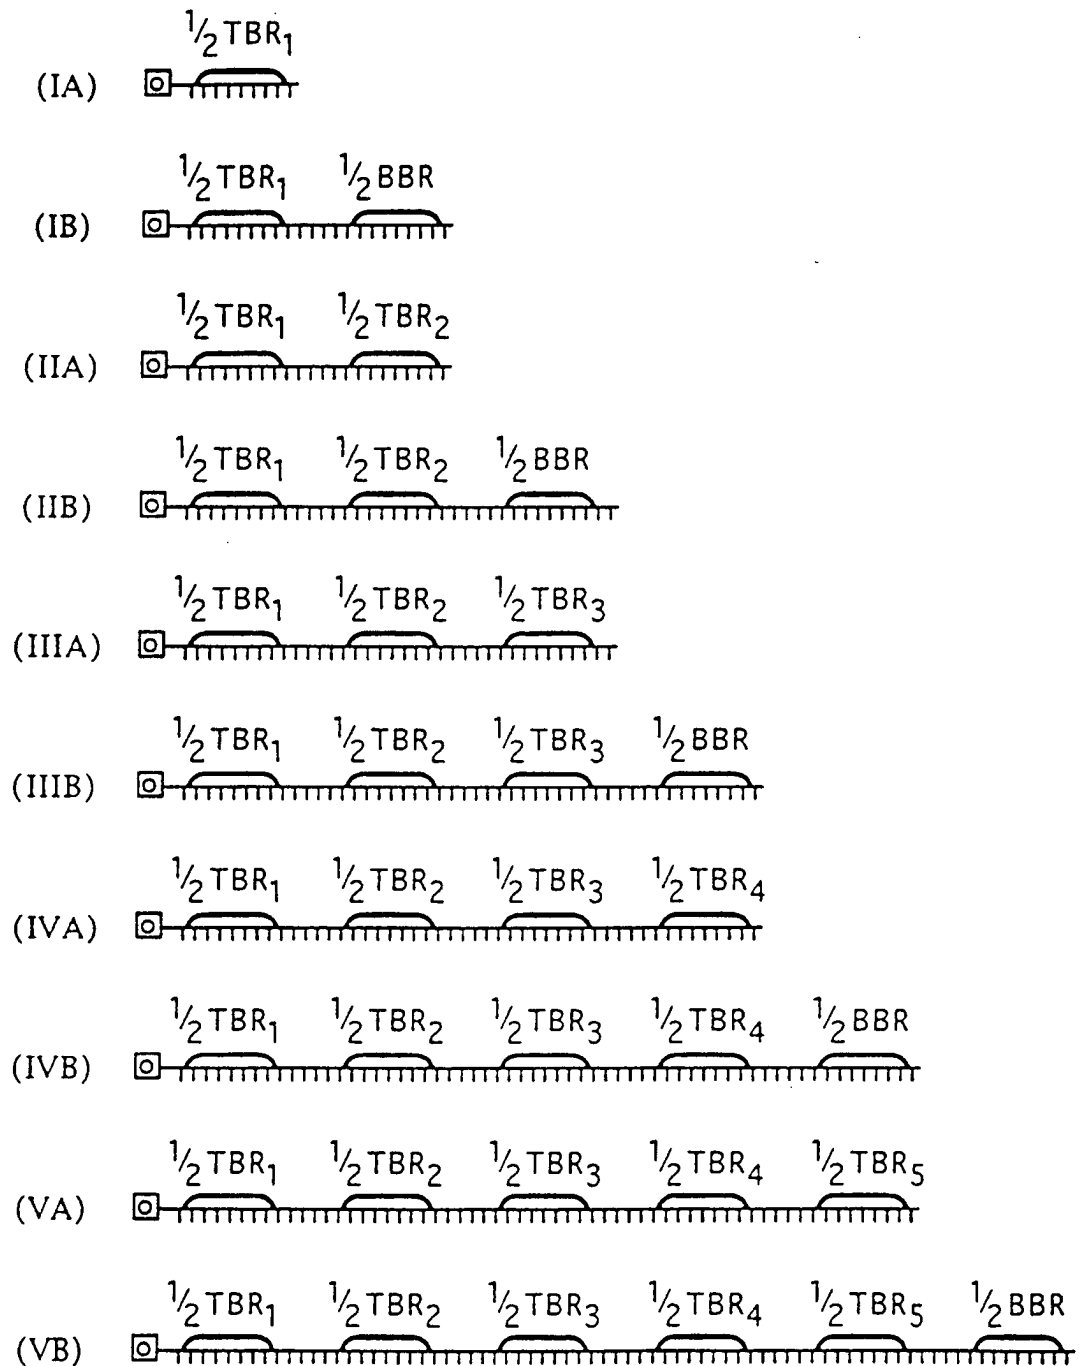 ½TBR₁
(IA)
½TBR₁ ½BBR
(IB)
½TBR₁ ½TBR₂
(IIA)
½TBR₁ ½TBR₂ ½BBR
(IIB)
½TBR₁ ½TBR₂ ½TBR₃
(IIIA)
½TBR₁ ½TBR₂ ½TBR₃ ½BBR
(IIIB)
½TBR₁ ½TBR₂ ½TBR₃ ½TBR₄
(IVA)
½TBR₁ ½TBR₂ ½TBR₃ ½TBR₄ ½BBR
(IVB)
½TBR₁ ½TBR₂ ½TBR₃ ½TBR₄ ½TBR₅
(VA)
½TBR₁ ½TBR₂ ½TBR₃ ½TBR₄ ½TBR₅ ½BBR
(VB)